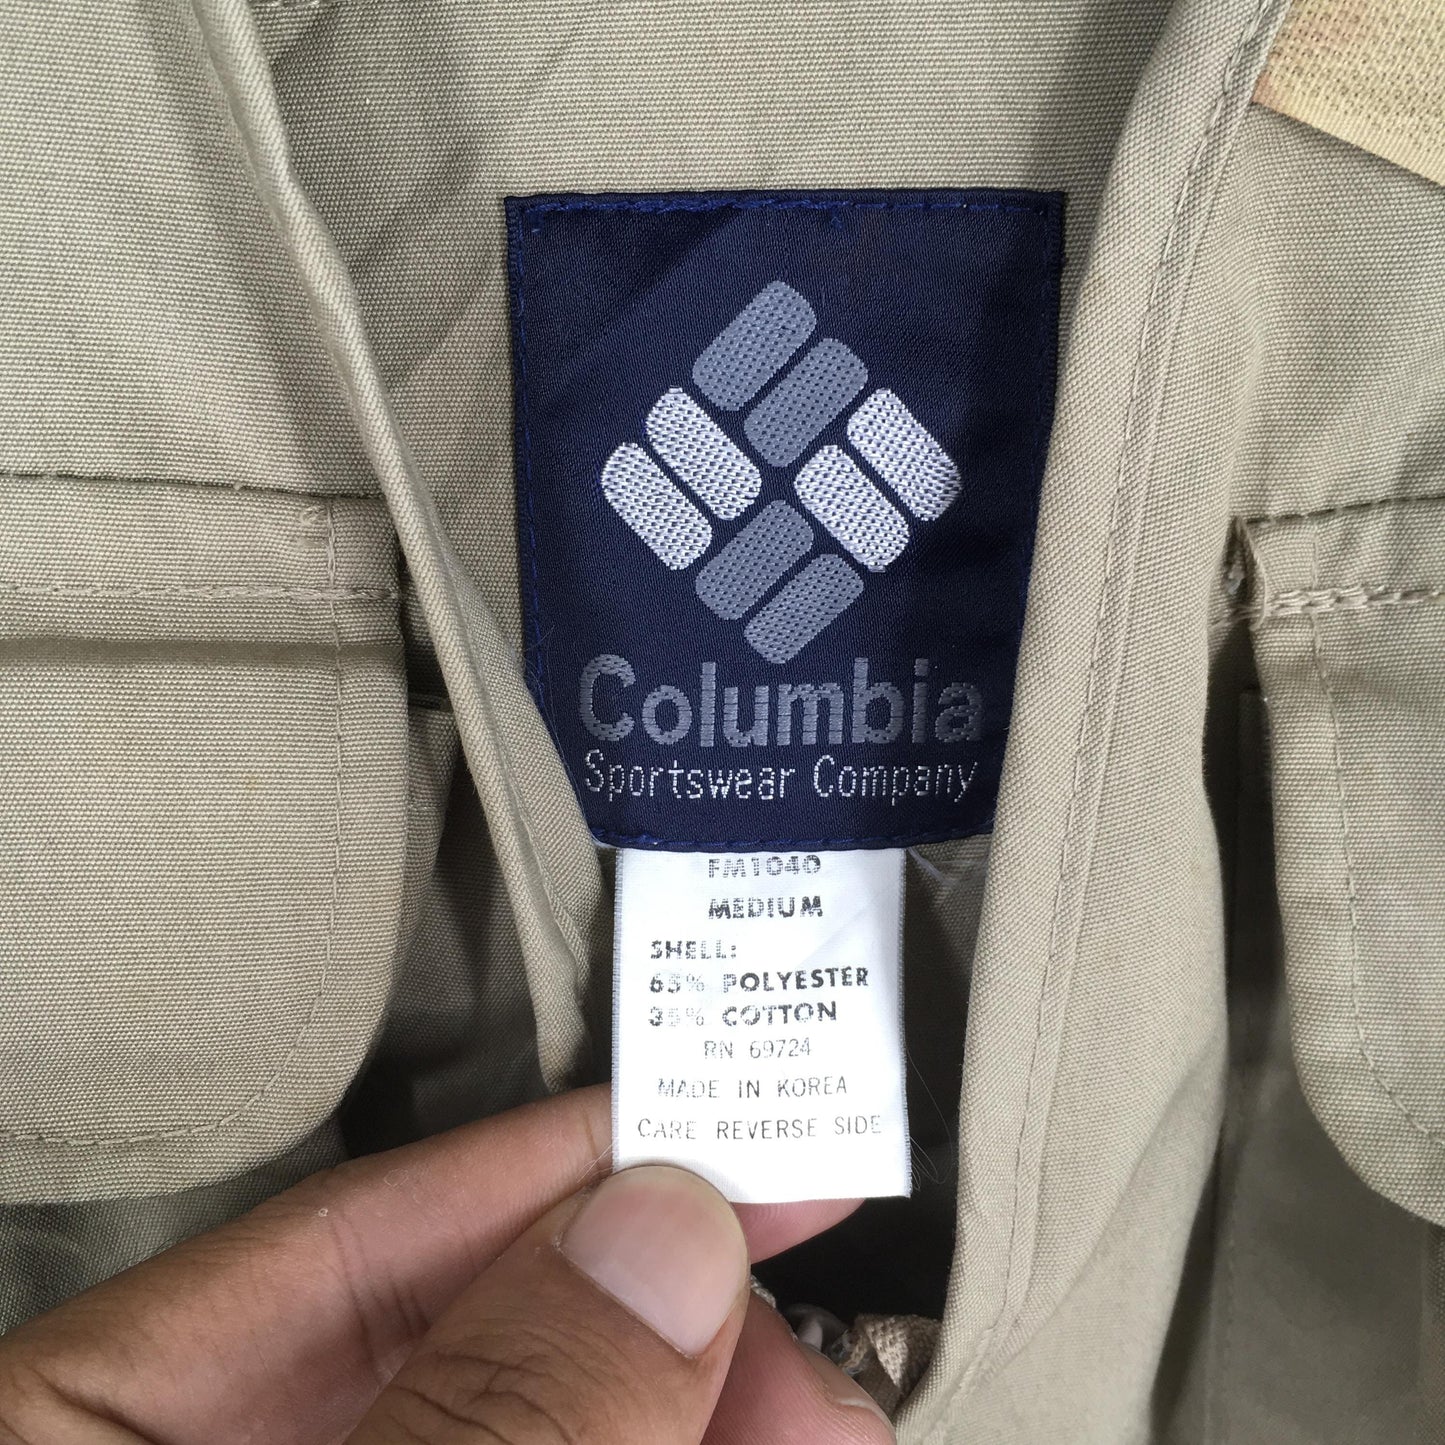 Columbia
Sportswear Company
FM1040
MEDIUM
SHELL:
65% POLYESTER
35% COTTON
RN 69724
MADE IN KOREA
CARE REVERSE SIDE